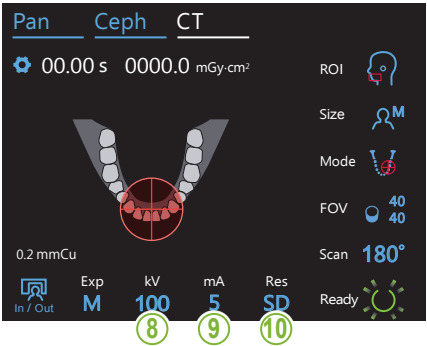 Pan Ceph CT
00.00 s 0000.0 mGy·cm²
ROI
Size M
Mode
FOV 40 40
0.2 mmCu
Scan 180°
In / Out
Exp M
kV 100
mA 5
Res SD
Ready
8 9 10